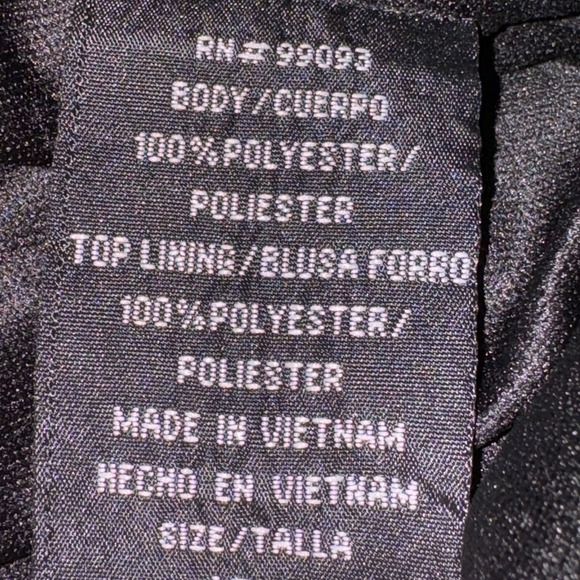 RN# 99093
BODY/CUERPO
100%POLYESTER/
POLIESTER
TOP LINING/BLUSA FORRO
100%POLYESTER/
POLIESTER
MADE IN VIETNAM
HECHO EN VIETNAM
SIZE/TALLA